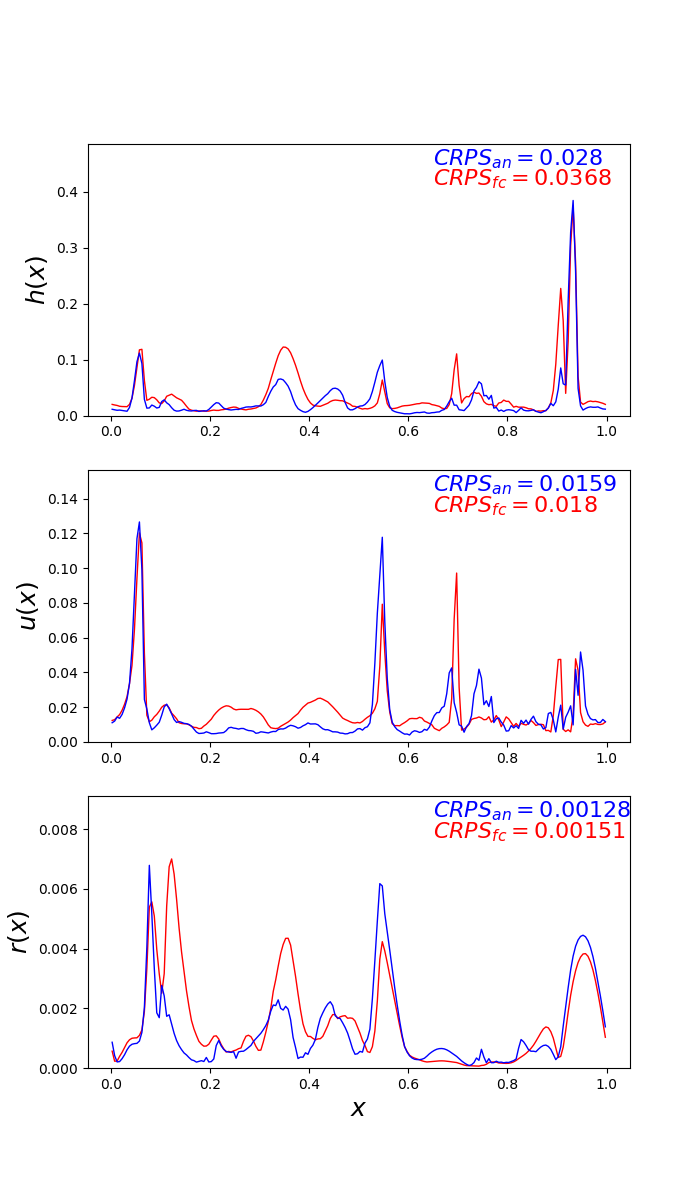 CRPS_an = 0.028
CRPS_fc = 0.0368
h(x)
0.4
0.3
0.2
0.1
0.0
0.0 0.2 0.4 0.6 0.8 1.0
CRPS_an = 0.0159
CRPS_fc = 0.018
u(x)
0.14
0.12
0.10
0.08
0.06
0.04
0.02
0.00
0.0 0.2 0.4 0.6 0.8 1.0
CRPS_an = 0.00128
CRPS_fc = 0.00151
r(x)
0.008
0.006
0.004
0.002
0.000
0.0 0.2 0.4 0.6 0.8 1.0
x